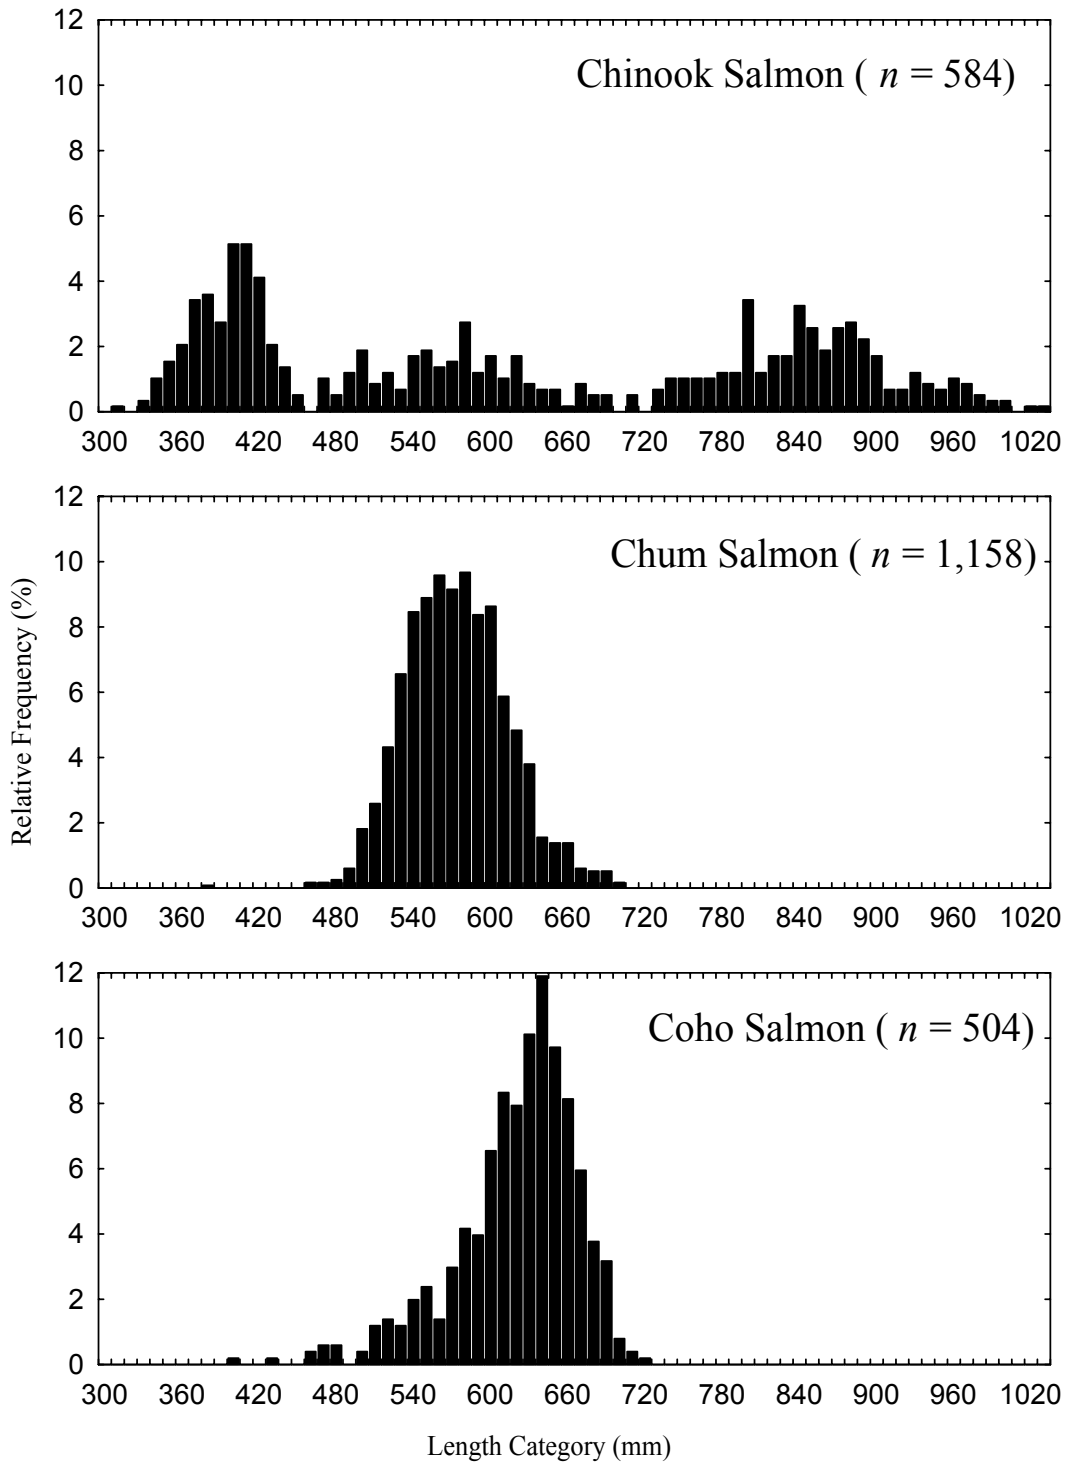 12
Chinook Salmon ( n = 584)
10
8
6
4
2
0
300 360 420 480 540 600 660 720 780 840 900 960 1020
12
Chum Salmon ( n = 1,158)
10
8
6
4
2
0
300 360 420 480 540 600 660 720 780 840 900 960 1020
Relative Frequency (%)
12
Coho Salmon ( n = 504)
10
8
6
4
2
0
300 360 420 480 540 600 660 720 780 840 900 960 1020
Length Category (mm)